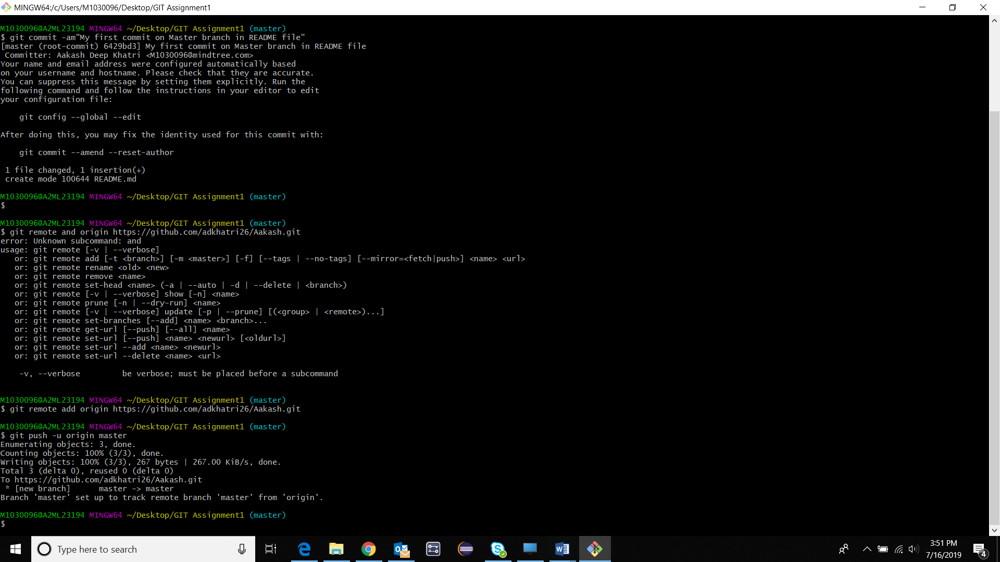 MINGW64:/c/Users/M1030096/Desktop/GIT Assignment1
M1030096@A2ML23194 MINGW64 ~/Desktop/GIT Assignment1 (master)
$ git commit -am"My first commit on Master branch in README file"
[master (root-commit) 6429bd3] My first commit on Master branch in README file
 Committer: Aakash Deep Khatri <M1030096@mindtree.com>
Your name and email address were configured automatically based
on your username and hostname. Please check that they are accurate.
You can suppress this message by setting them explicitly. Run the
following command and follow the instructions in your editor to edit
your configuration file:
    git config --global --edit
After doing this, you may fix the identity used for this commit with:
    git commit --amend --reset-author
 1 file changed, 1 insertion(+)
 create mode 100644 README.md
M1030096@A2ML23194 MINGW64 ~/Desktop/GIT Assignment1 (master)
$
M1030096@A2ML23194 MINGW64 ~/Desktop/GIT Assignment1 (master)
$ git remote and origin https://github.com/adkhatri26/Aakash.git
error: Unknown subcommand: and
usage: git remote [-v | --verbose]
   or: git remote add [-t <branch>] [-m <master>] [-f] [--tags | --no-tags] [--mirror=<fetch|push>] <name> <url>
   or: git remote rename <old> <new>
   or: git remote remove <name>
   or: git remote set-head <name> (-a | --auto | -d | --delete | <branch>)
   or: git remote [-v | --verbose] show [-n] <name>
   or: git remote prune [-n | --dry-run] <name>
   or: git remote [-v | --verbose] update [-p | --prune] [(<group> | <remote>)...]
   or: git remote set-branches [--add] <name> <branch>...
   or: git remote get-url [--push] [--all] <name>
   or: git remote set-url [--push] <name> <newurl> [<oldurl>]
   or: git remote set-url --add <name> <newurl>
   or: git remote set-url --delete <name> <url>
    -v, --verbose         be verbose; must be placed before a subcommand
M1030096@A2ML23194 MINGW64 ~/Desktop/GIT Assignment1 (master)
$ git remote add origin https://github.com/adkhatri26/Aakash.git
M1030096@A2ML23194 MINGW64 ~/Desktop/GIT Assignment1 (master)
$ git push -u origin master
Enumerating objects: 3, done.
Counting objects: 100% (3/3), done.
Writing objects: 100% (3/3), 267 bytes | 267.00 KiB/s, done.
Total 3 (delta 0), reused 0 (delta 0)
To https://github.com/adkhatri26/Aakash.git
 * [new branch]      master -> master
Branch 'master' set up to track remote branch 'master' from 'origin'.
M1030096@A2ML23194 MINGW64 ~/Desktop/GIT Assignment1 (master)
$
Type here to search
3:51 PM
7/16/2019
4